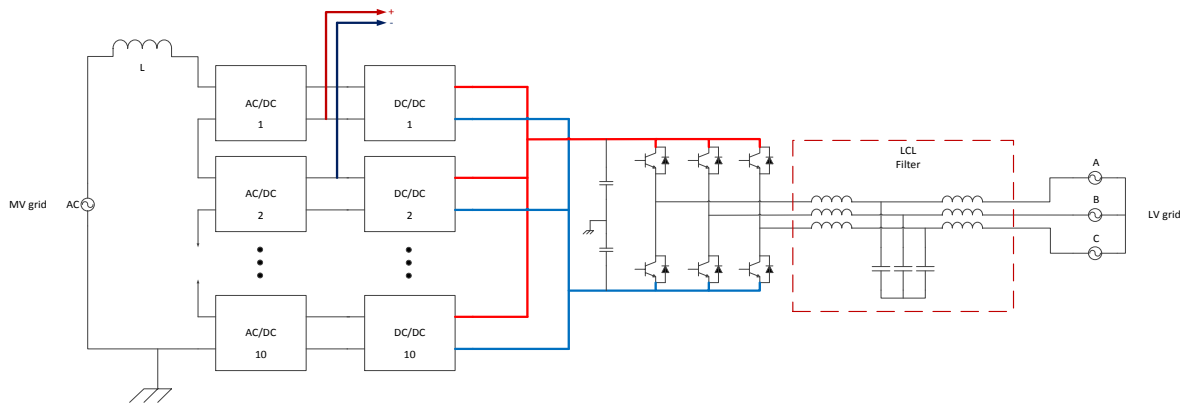 +
-
L
AC/DC
1
DC/DC
1
AC/DC
2
DC/DC
2
AC/DC
10
DC/DC
10
MV grid
AC
LCL
Filter
A
B
C
LV grid